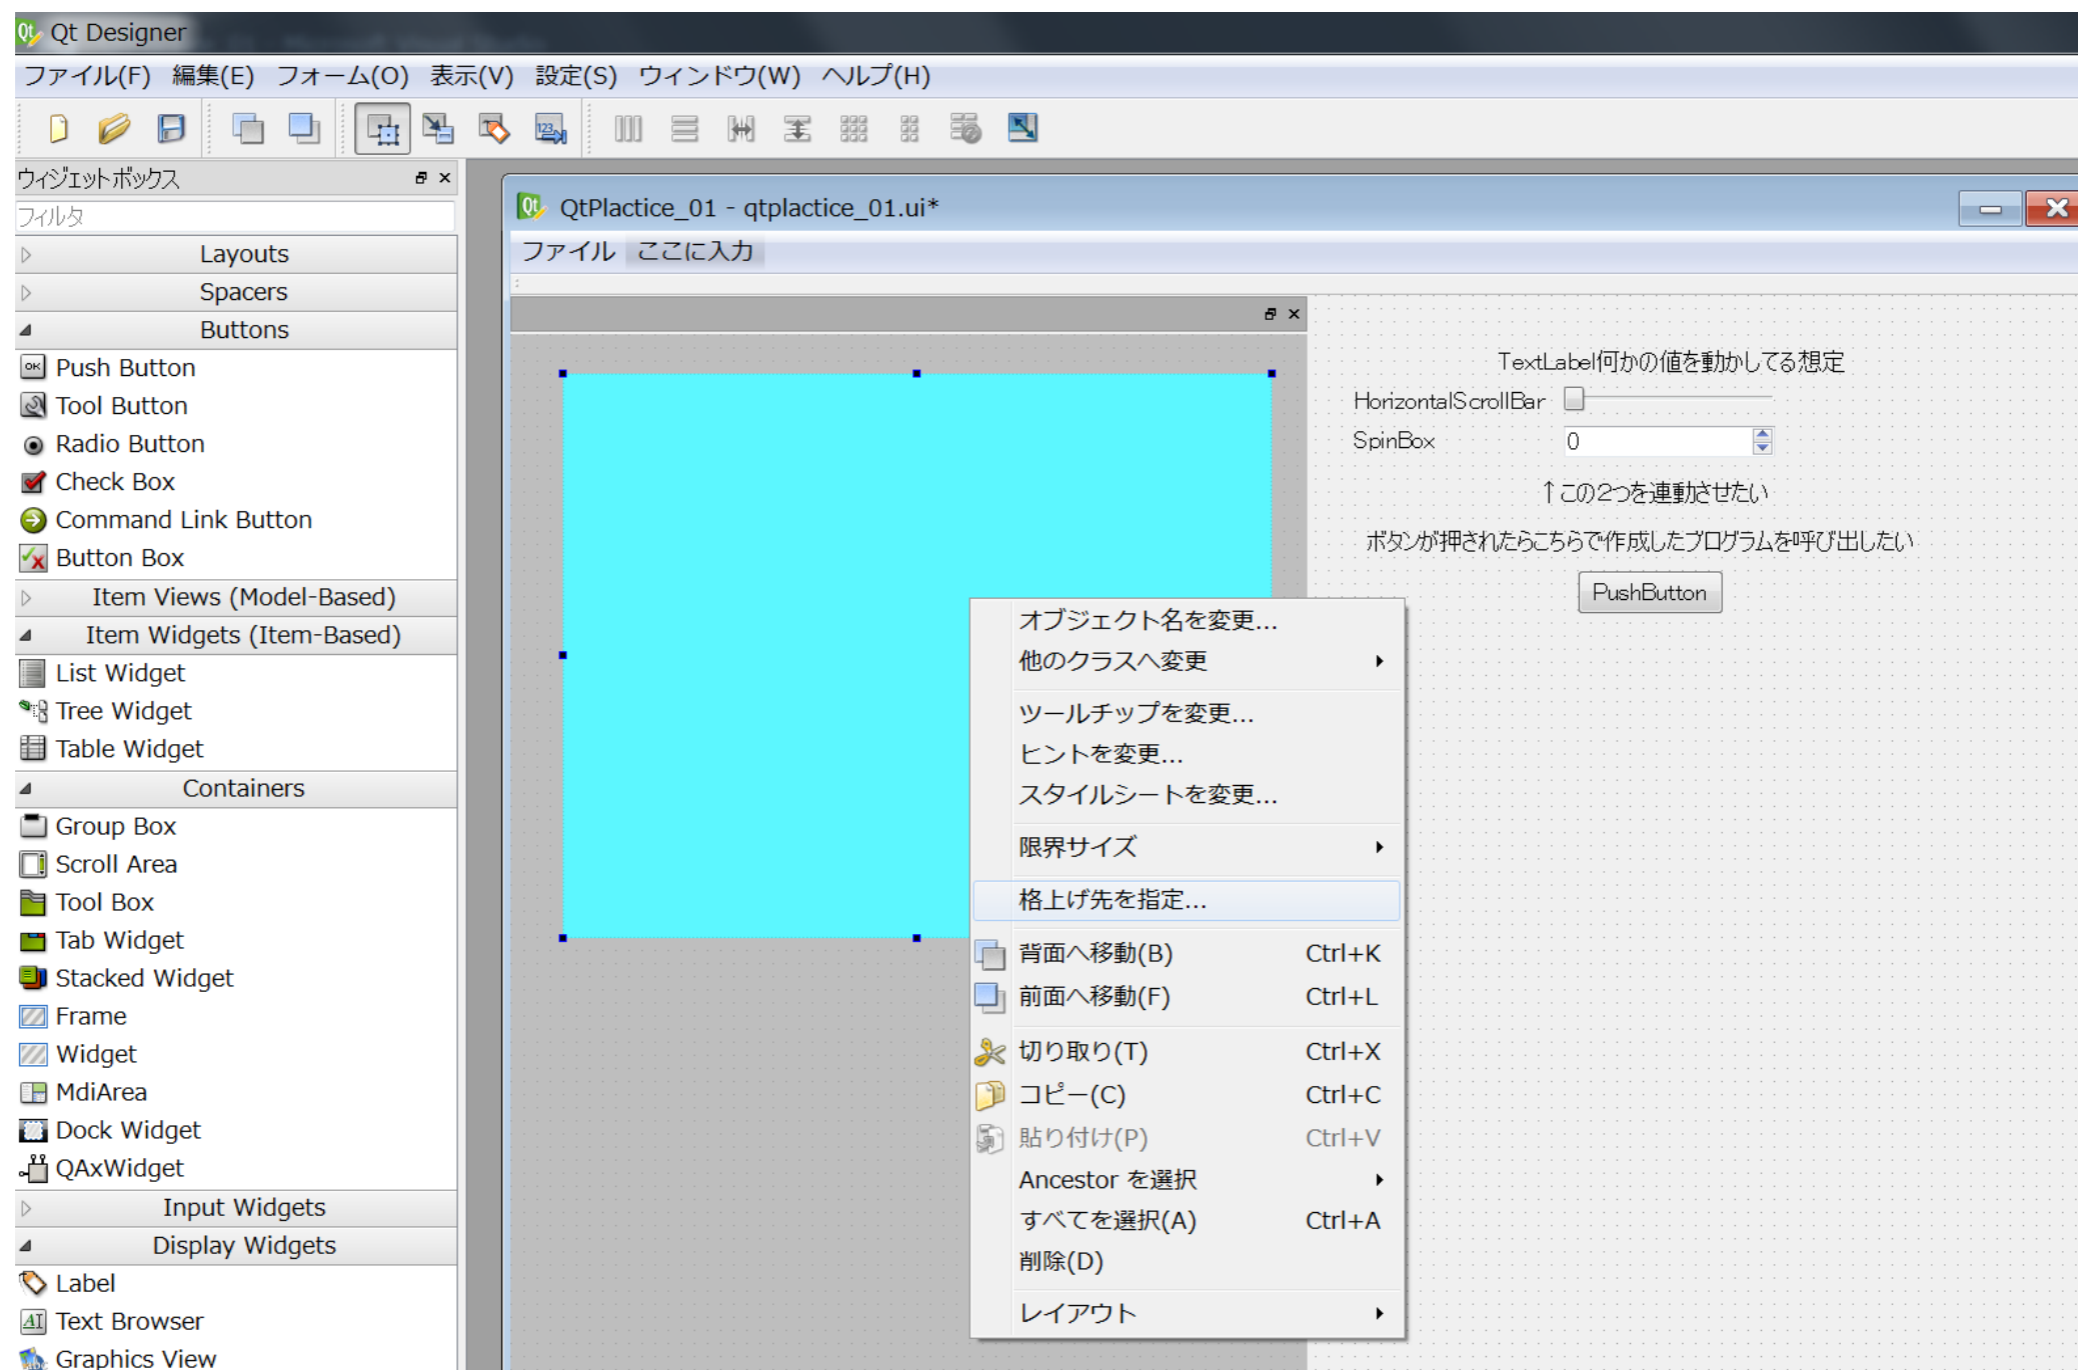 Qt Designer
ファイル(F) 編集(E) フォーム(O) 表示(V) 設定(S) ウィンドウ(W) ヘルプ(H)
ウィジェットボックス
フィルタ
Layouts
Spacers
Buttons
Push Button
Tool Button
Radio Button
Check Box
Command Link Button
Button Box
Item Views (Model-Based)
Item Widgets (Item-Based)
List Widget
Tree Widget
Table Widget
Containers
Group Box
Scroll Area
Tool Box
Tab Widget
Stacked Widget
Frame
Widget
MdiArea
Dock Widget
QAxWidget
Input Widgets
Display Widgets
Label
Text Browser
Graphics View
QtPlactice_01 - qtplactice_01.ui*
ファイル ここに入力
TextLabel何かの値を動かしてる想定
HorizontalScrollBar
SpinBox 0
↑この2つを連動させたい
ボタンが押されたらこちらで作成したプログラムを呼び出したい
PushButton
オブジェクト名を変更...
他のクラスへ変更
ツールチップを変更...
ヒントを変更...
スタイルシートを変更...
限界サイズ
格上げ先を指定...
背面へ移動(B) Ctrl+K
前面へ移動(F) Ctrl+L
切り取り(T) Ctrl+X
コピー(C) Ctrl+C
貼り付け(P) Ctrl+V
Ancestor を選択
すべてを選択(A) Ctrl+A
削除(D)
レイアウト